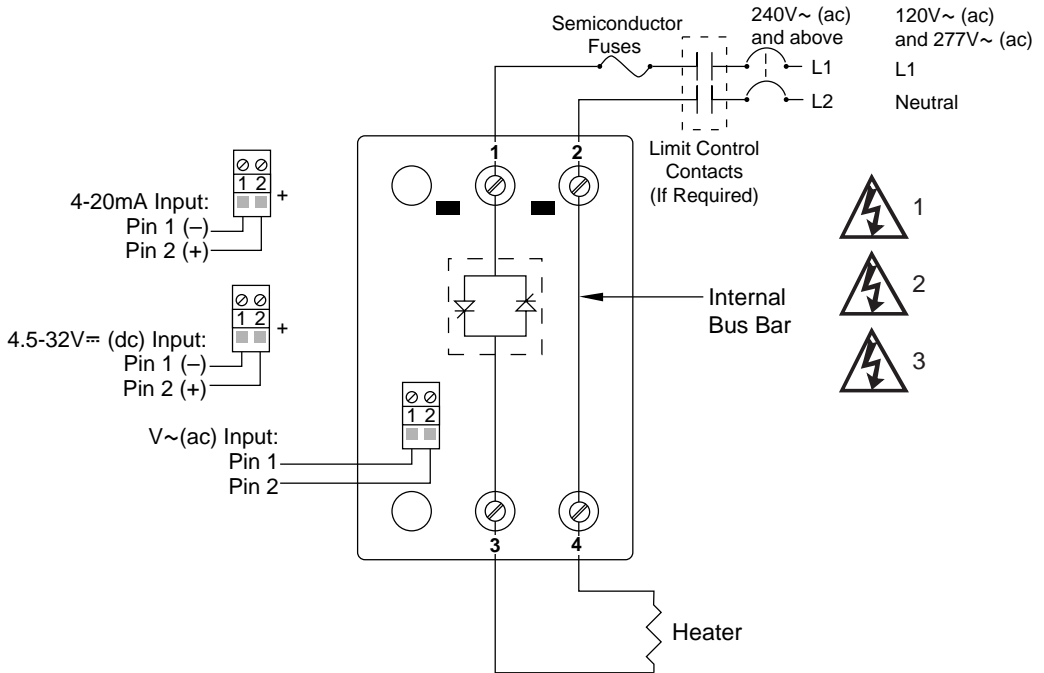 Semiconductor
Fuses
240V~ (ac)
and above
120V~ (ac)
and 277V~ (ac)
L1
L1
L2
Neutral
Limit Control
Contacts
(If Required)
1
2
1 2
+
4-20mA Input:
Pin 1 (–)
Pin 2 (+)
1
2
3
1 2
+
4.5-32V⎓ (dc) Input:
Pin 1 (–)
Pin 2 (+)
Internal
Bus Bar
1 2
V~(ac) Input:
Pin 1
Pin 2
3
4
Heater